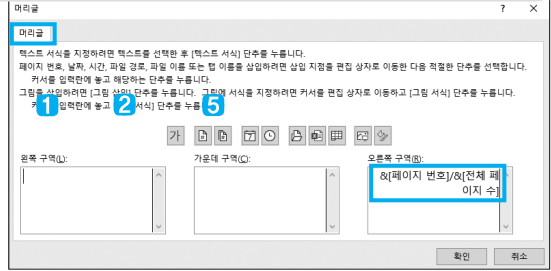 머리글 ? ×
머리글
텍스트 서식을 지정하려면 텍스트를 선택한 후 [텍스트 서식] 단추를 누릅니다.
페이지 번호, 날짜, 시간, 파일 경로, 파일 이름 또는 탭 이름을 삽입하려면 삽입 지점을 편집 상자로 이동한 다음 적절한 단추를 선택합니다.
커서를 입력란에 놓고 해당하는 단추를 누릅니다.
그림을 삽입하려면 [그림 삽입] 단추를 누릅니다. 그림에 서식을 지정하려면 커서를 편집 상자로 이동하고 [그림 서식] 단추를 누릅니다.
입력란에 놓고 서식] 단추를 누
1 2 5
가
왼쪽 구역(L): 가운데 구역(C): 오른쪽 구역(R):
&[페이지 번호]/&[전체 페
이지 수]
확인 취소